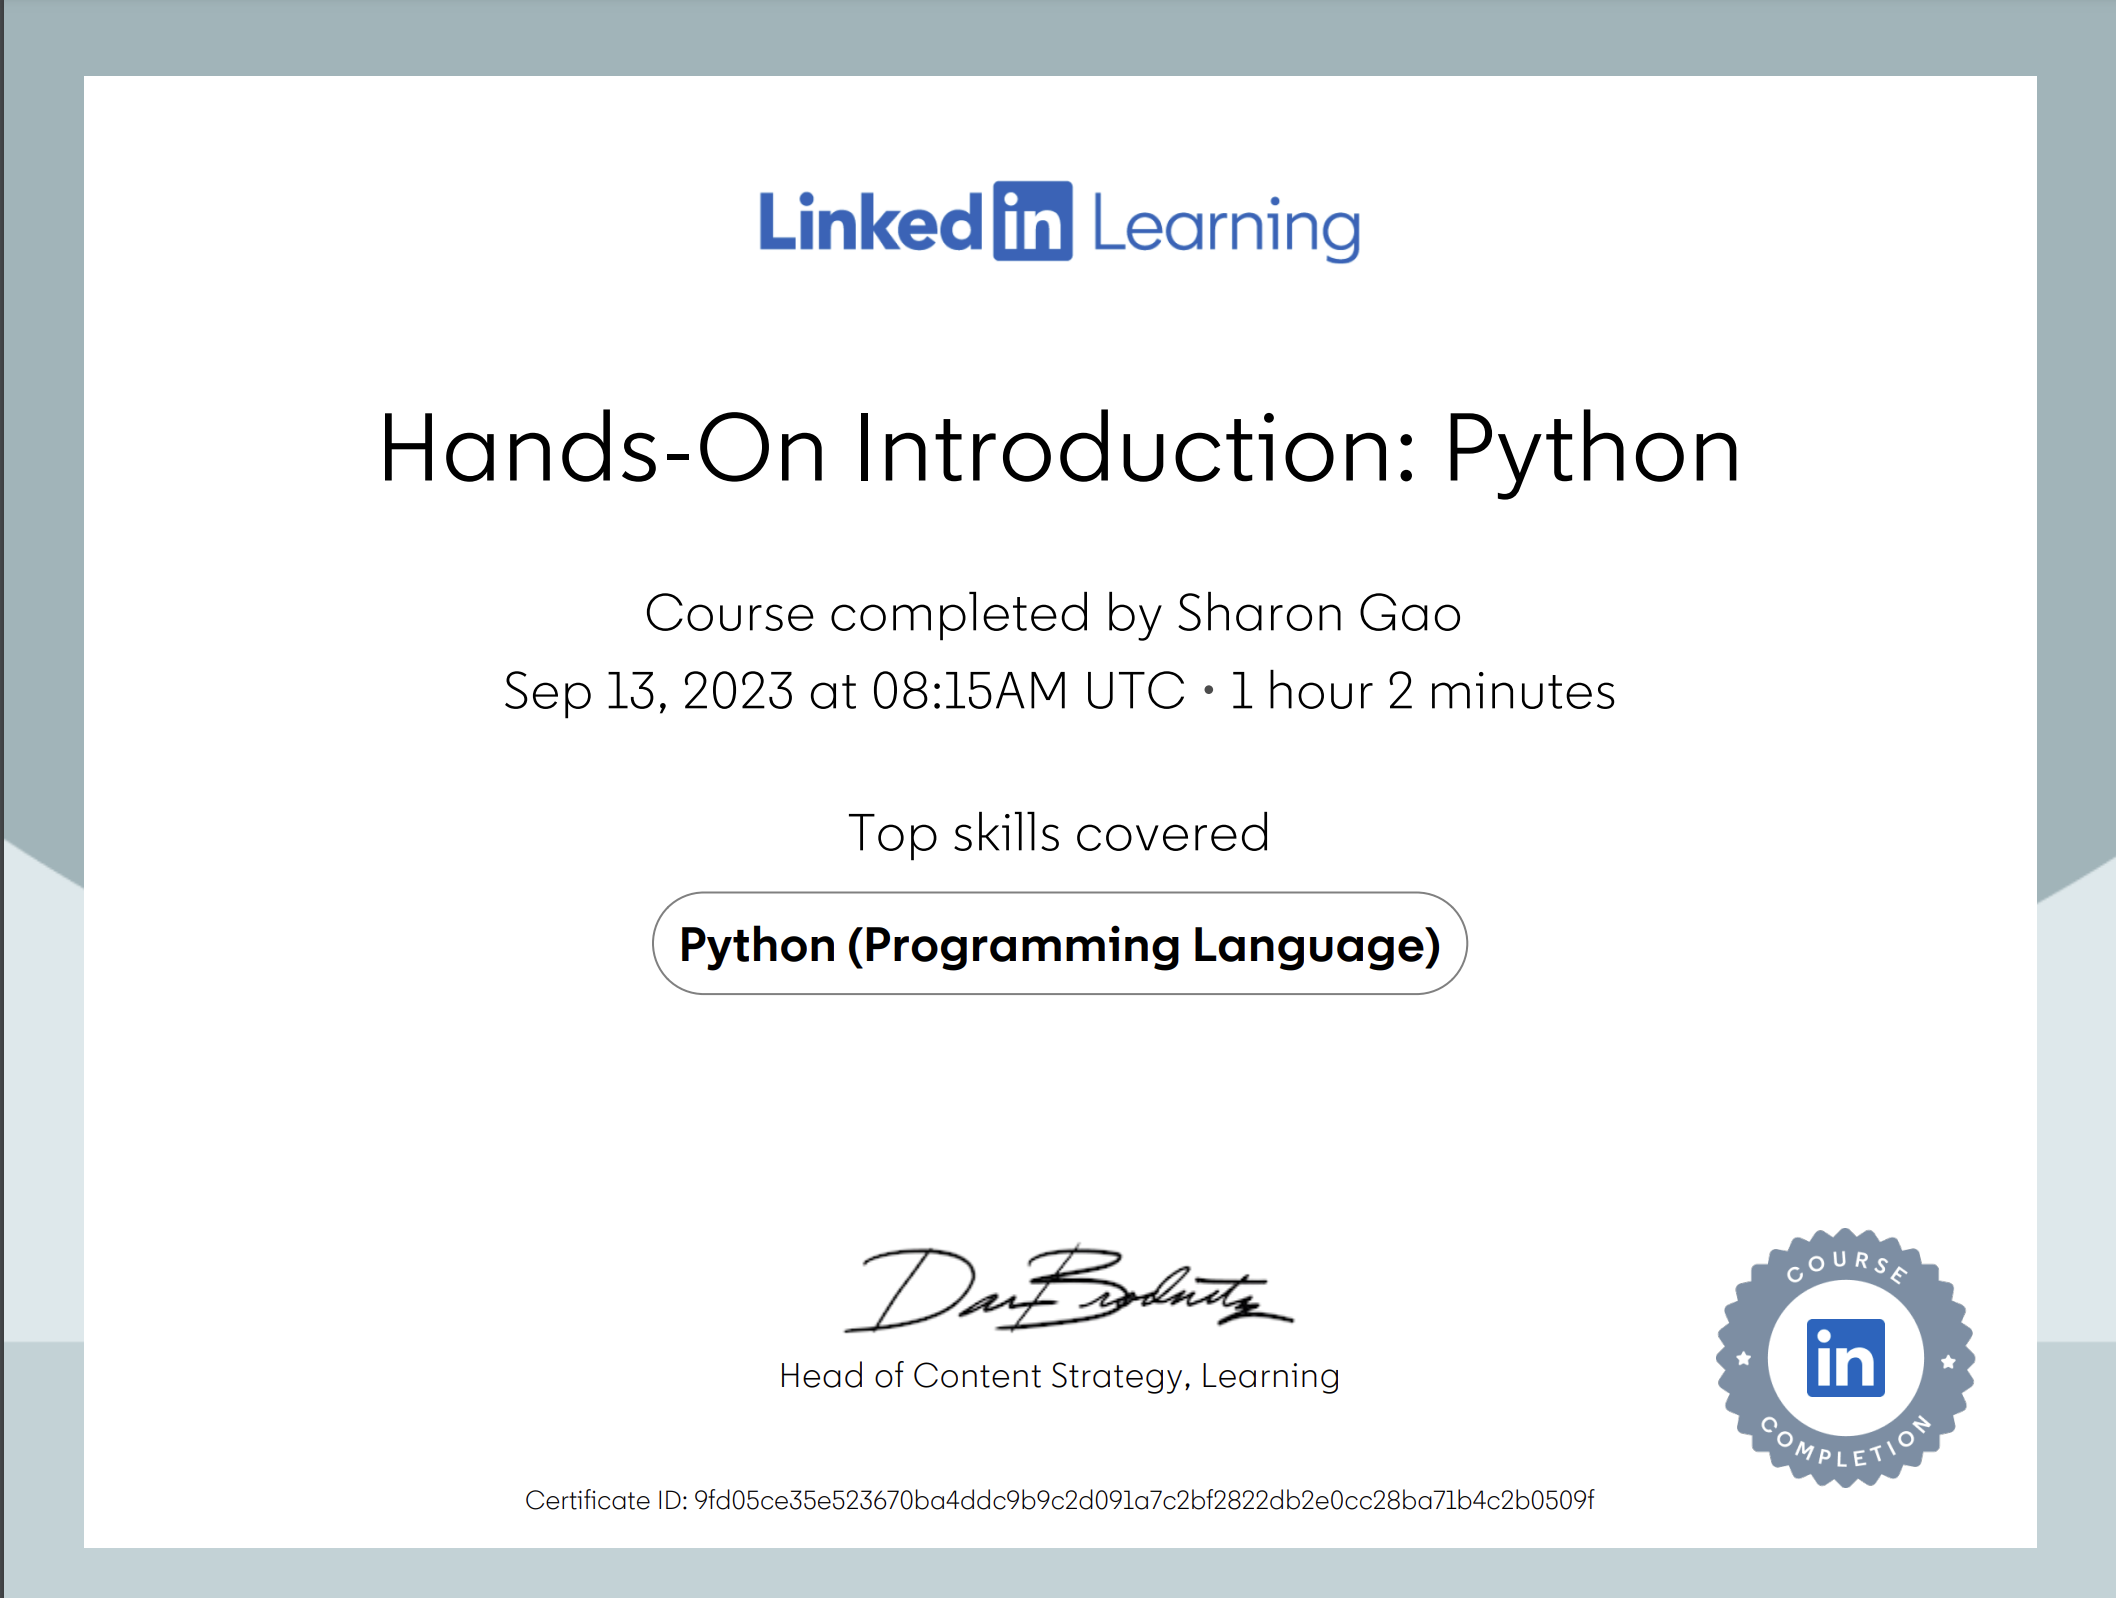 Linked in Learning
Hands-On Introduction: Python
Course completed by Sharon Gao
Sep 13, 2023 at 08:15AM UTC • 1 hour 2 minutes
Top skills covered
Python (Programming Language)
Dan Brodnitz
Head of Content Strategy, Learning
COURSE
in
COMPLETION
Certificate ID: 9fd05ce35e523670ba4ddc9b9c2d091a7c2bf2822db2e0cc28ba71b4c2b0509f